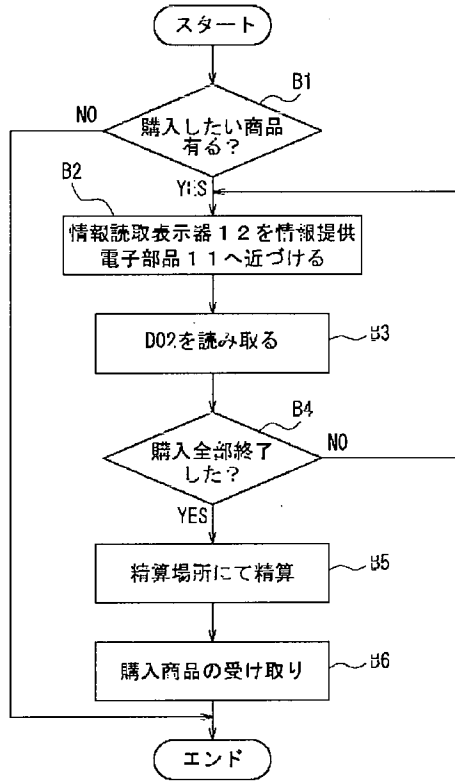 スタート
B1
購入したい商品
有る?
NO
YES
B2
情報読取表示器12を情報提供
電子部品11へ近づける
D02を読み取る
B3
B4
購入全部終了
した?
NO
YES
精算場所にて精算
B5
購入商品の受け取り
B6
エンド